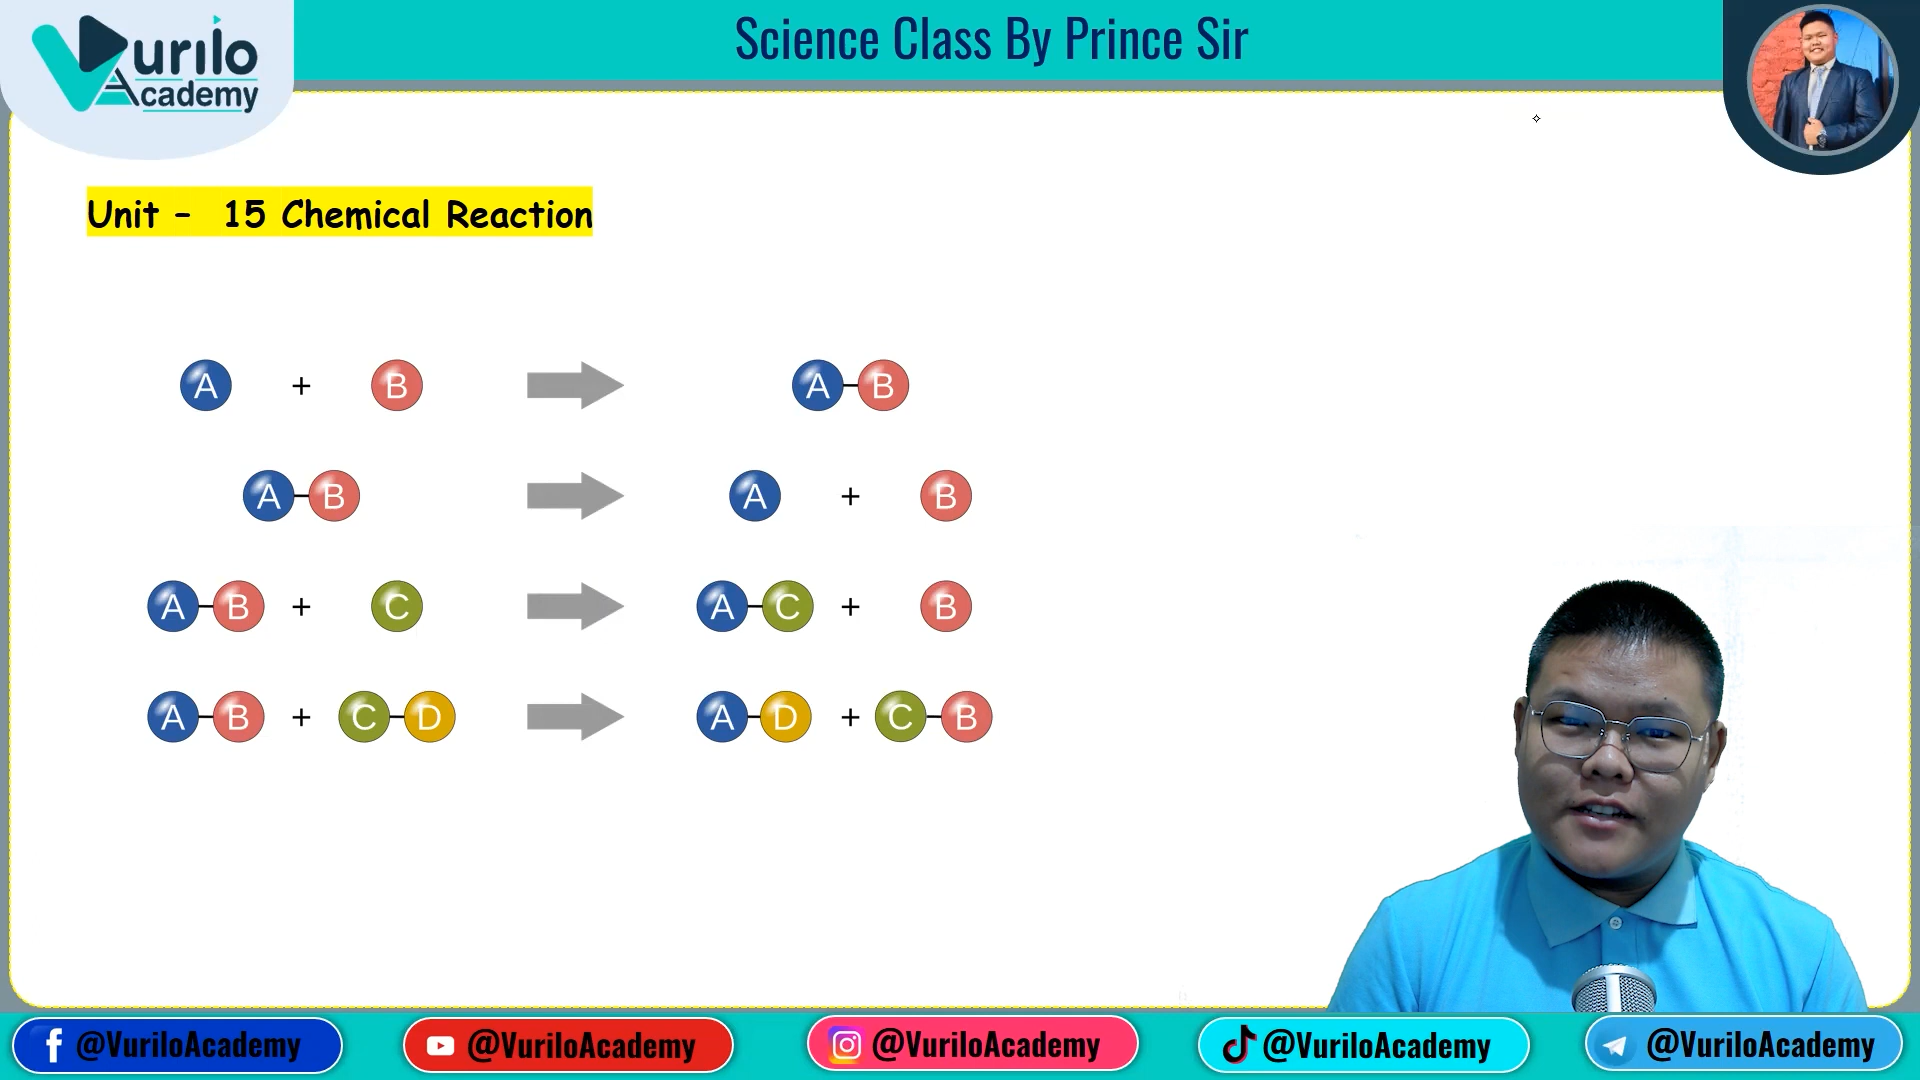 Vurilo
Academy
Science Class By Prince Sir
Unit - 15 Chemical Reaction
A + B A-B
A-B A + B
A-B + C A-C + B
A-B + C-D A-D + C-B
@VuriloAcademy
@VuriloAcademy
@VuriloAcademy
@VuriloAcademy
@VuriloAcademy